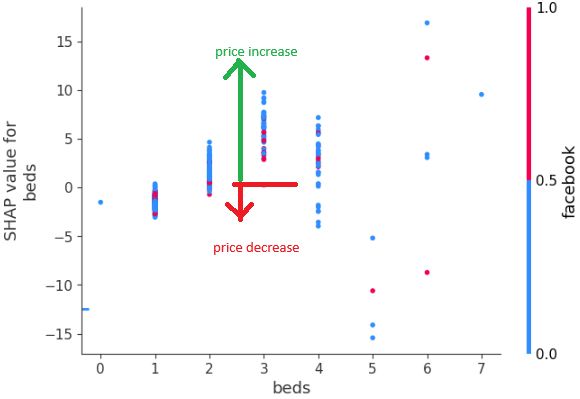 price increase
price decrease
15
10
5
0
−5
−10
−15
SHAP value for
beds
0 1 2 3 4 5 6 7
beds
1.0
0.5
0.0
facebook